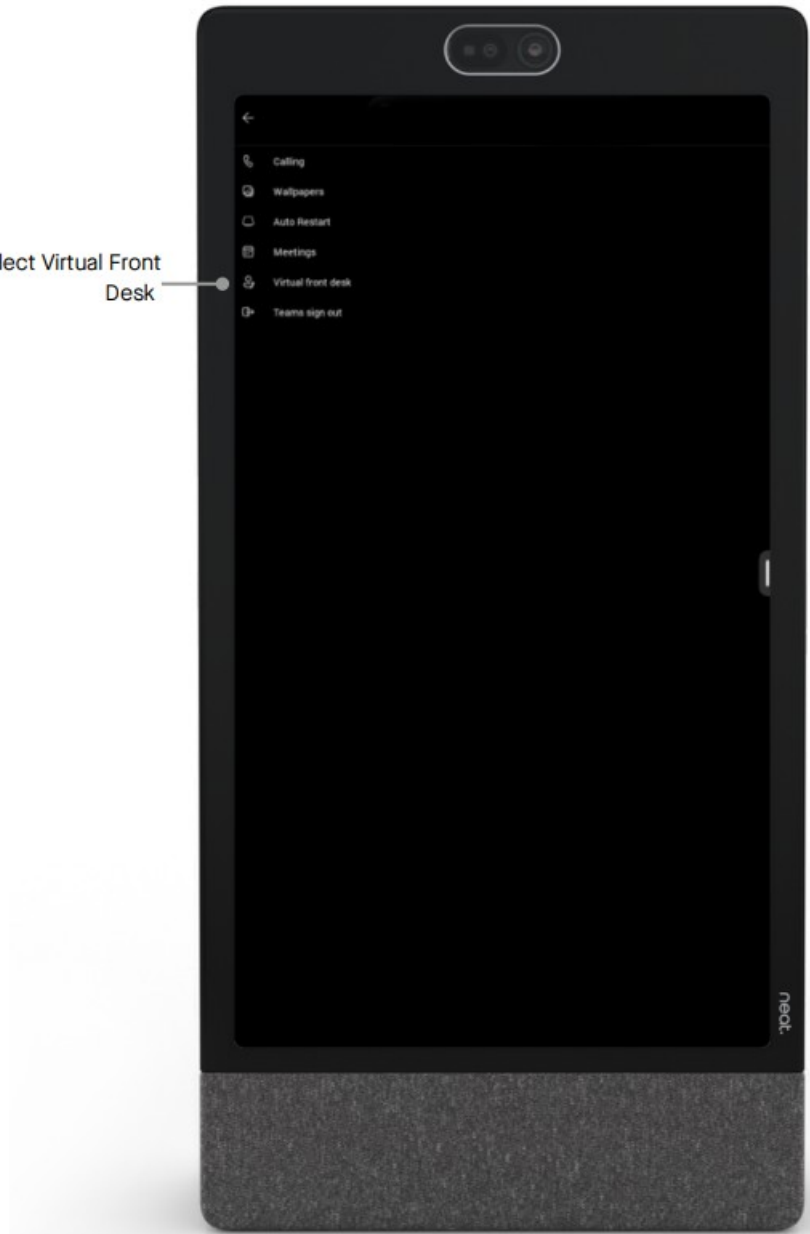 Calling
Wallpapers
Auto Restart
Meetings
lect Virtual Front
Desk
Virtual front desk
Teams sign out
neat.